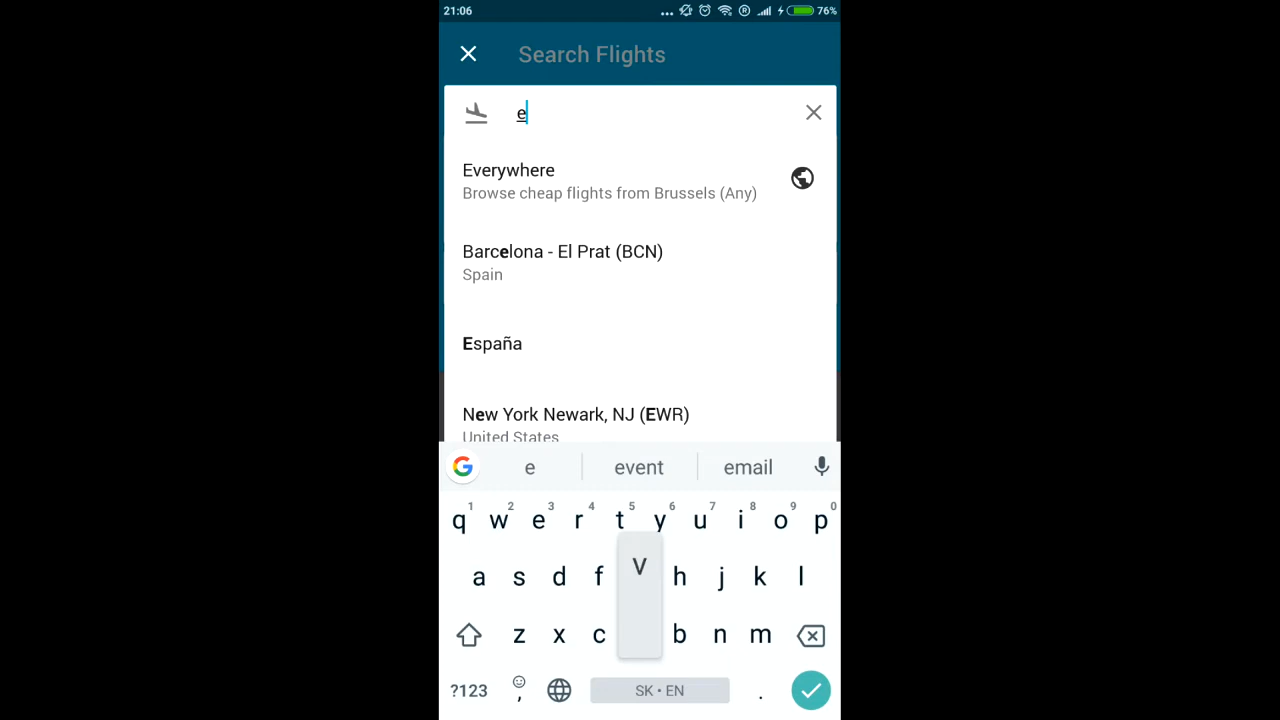 21:06
... R 76%
Search Flights
e
Everywhere
Browse cheap flights from Brussels (Any)
Barcelona - El Prat (BCN)
Spain
España
New York Newark, NJ (EWR)
United States
G e event email
1 2 3 4 5 6 7 8 9 0
q w e r t y u i o p
a s d f V h j k l
z x c b n m
?123 , SK • EN .